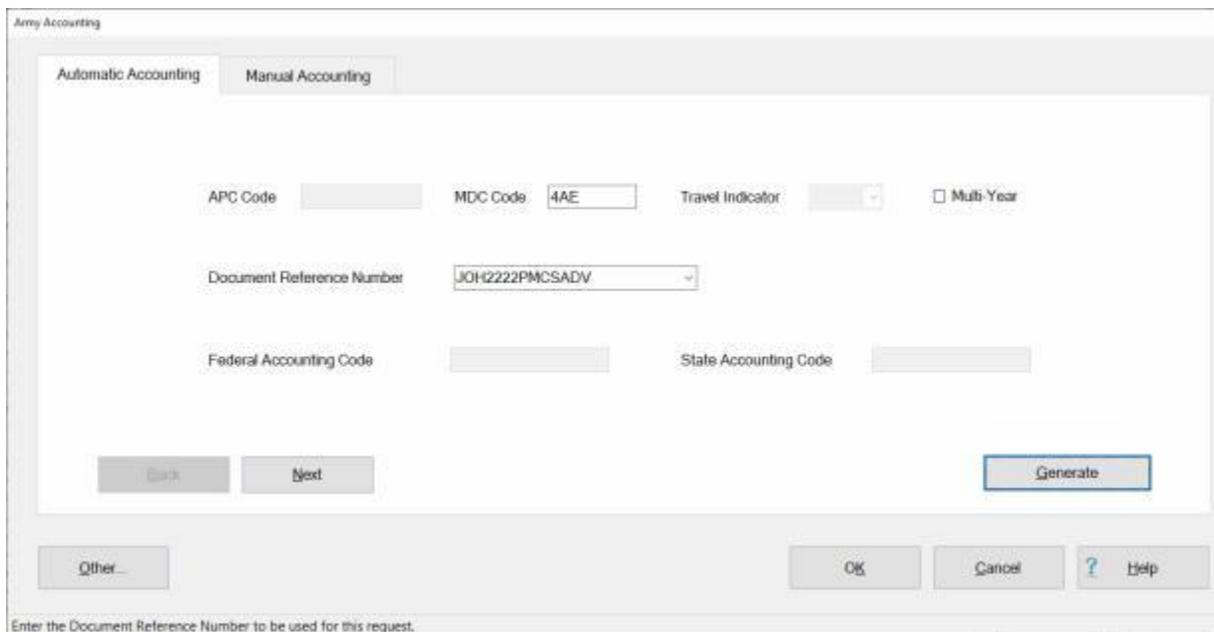 Army Accounting
Automatic Accounting Manual Accounting
APC Code MDC Code 4AE Travel Indicator Multi-Year
Document Reference Number JOH2222PMCSADV
Federal Accounting Code State Accounting Code
Back Next Generate
Other... OK Cancel ? Help
Enter the Document Reference Number to be used for this request.